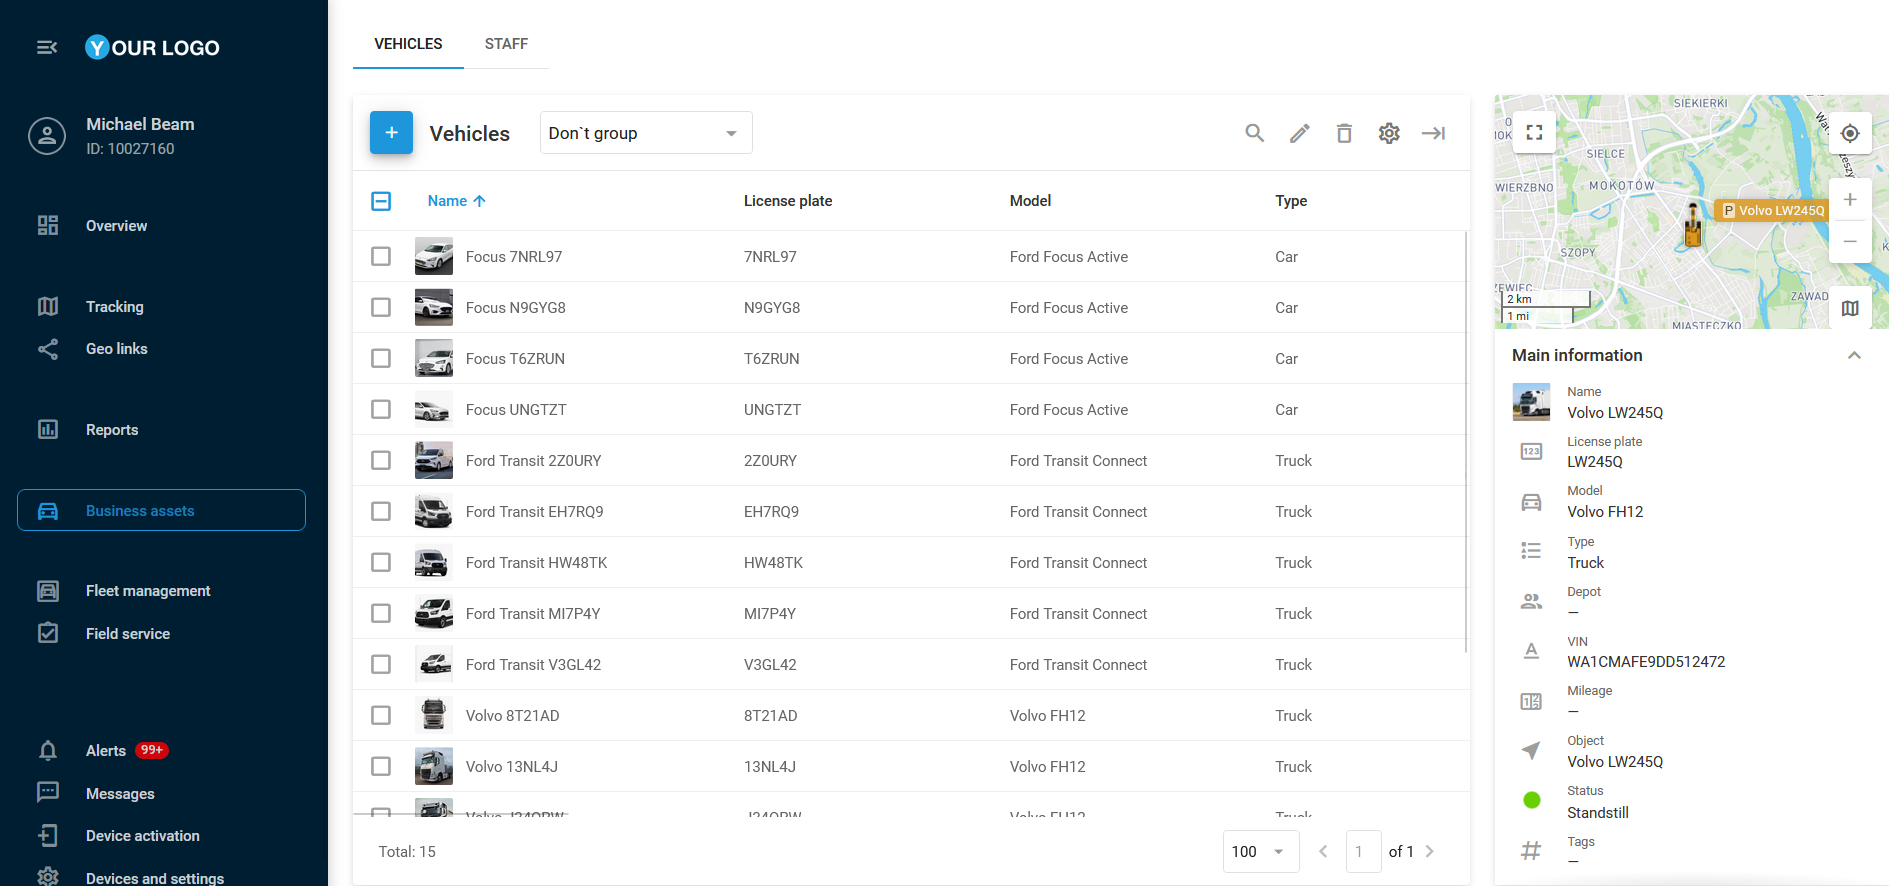 YOUR LOGO
Michael Beam
ID: 10027160
Overview
Tracking
Geo links
Reports
Business assets
Fleet management
Field service
Alerts 99+
Messages
Device activation
Devices and settings
VEHICLES STAFF
+ Vehicles Don`t group
Name License plate Model Type
Focus 7NRL97 7NRL97 Ford Focus Active Car
Focus N9GYG8 N9GYG8 Ford Focus Active Car
Focus T6ZRUN T6ZRUN Ford Focus Active Car
Focus UNGTZT UNGTZT Ford Focus Active Car
Ford Transit 2Z0URY 2Z0URY Ford Transit Connect Truck
Ford Transit EH7RQ9 EH7RQ9 Ford Transit Connect Truck
Ford Transit HW48TK HW48TK Ford Transit Connect Truck
Ford Transit MI7P4Y MI7P4Y Ford Transit Connect Truck
Ford Transit V3GL42 V3GL42 Ford Transit Connect Truck
Volvo 8T21AD 8T21AD Volvo FH12 Truck
Volvo 13NL4J 13NL4J Volvo FH12 Truck
Volvo Volvo FH12 Truck
Total: 15
100 1 of 1
SIEKIERKI
SIELCE
WIERZBNO
MOKOTÓW
P Volvo LW245Q
SZOPY
ZAWAD
2 km
1 mi
MIASTECZKO
Main information
Name
Volvo LW245Q
License plate
LW245Q
Model
Volvo FH12
Type
Truck
Depot
—
VIN
WA1CMAFE9DD512472
Mileage
—
Object
Volvo LW245Q
Status
Standstill
Tags
—